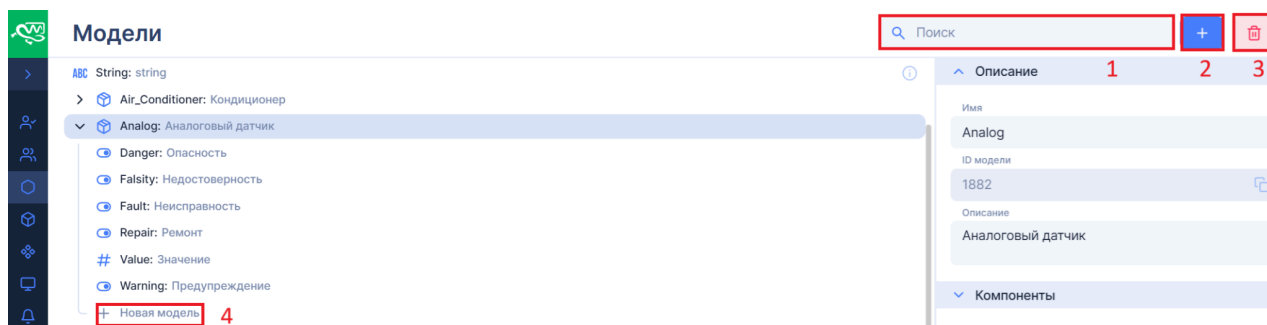 Модели
Поиск
1 2 3
ABC String: string
Air_Conditioner: Кондиционер
Analog: Аналоговый датчик
Danger: Опасность
Falsity: Недостоверность
Fault: Неисправность
Repair: Ремонт
Value: Значение
Warning: Предупреждение
Новая модель 4
Описание
Имя
Analog
ID модели
1882
Описание
Аналоговый датчик
Компоненты